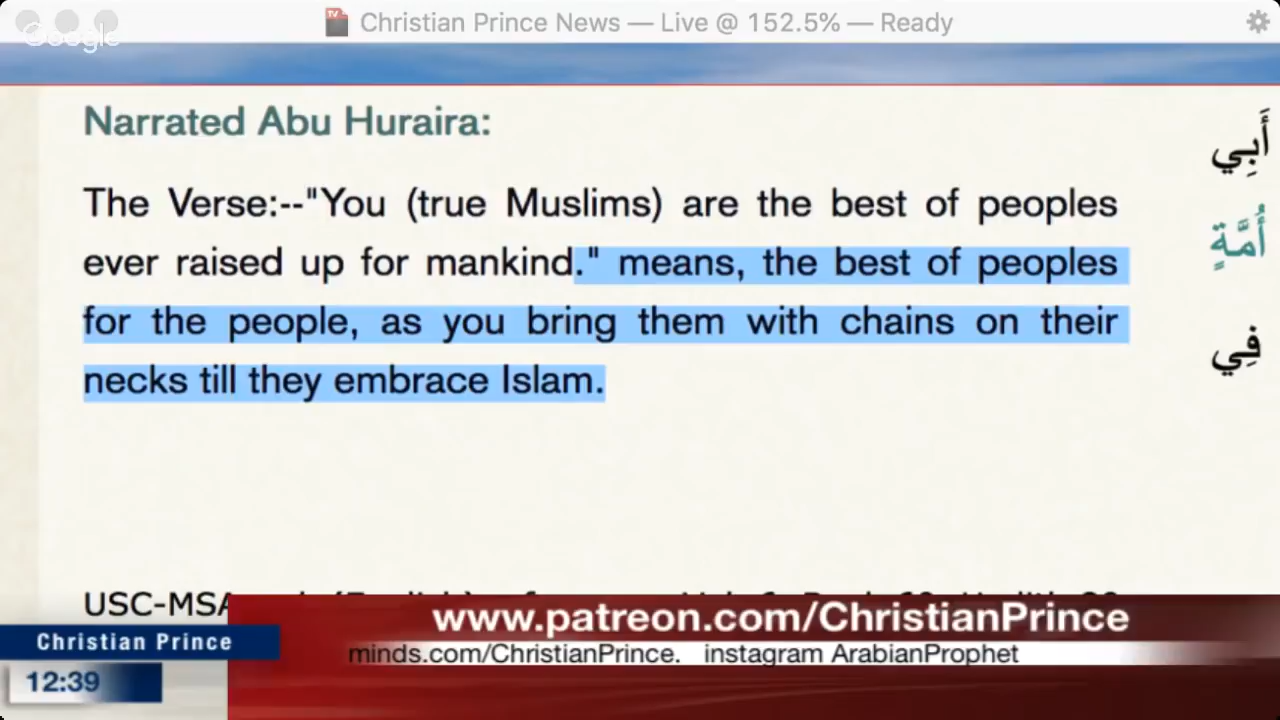 Christian Prince News — Live @ 152.5% — Ready
Google
Narrated Abu Huraira:
أَبِي
The Verse:--"You (true Muslims) are the best of peoples
أُمَّةٍ
ever raised up for mankind." means, the best of peoples
for the people, as you bring them with chains on their
فِي
necks till they embrace Islam.
USC-MSA
www.patreon.com/ChristianPrince
Christian Prince
minds.com/ChristianPrince. instagram ArabianProphet
12:39